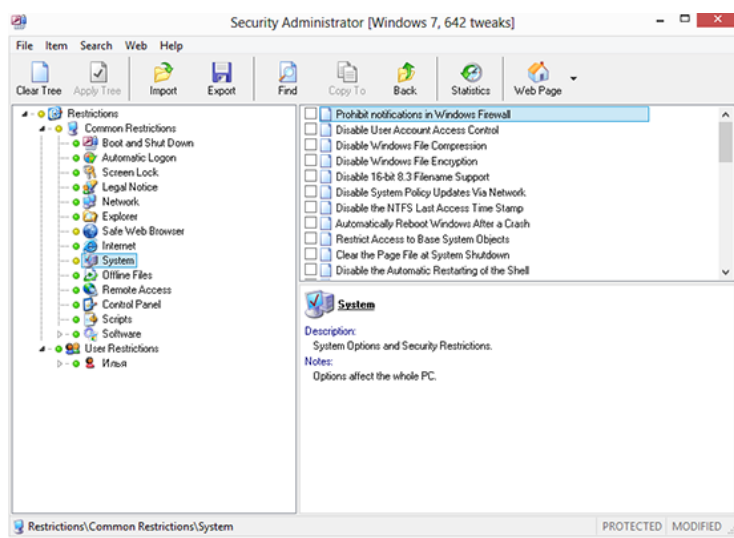 Security Administrator [Windows 7, 642 tweaks]
File Item Search Web Help
Clear Tree Apply Tree Import Export Find Copy To Back Statistics Web Page
Restrictions
Common Restrictions
Boot and Shut Down
Automatic Logon
Screen Lock
Legal Notice
Network
Explorer
Safe Web Browser
Internet
System
Offline Files
Remote Access
Control Panel
Scripts
Software
User Restrictions
Илья
Prohibit notifications in Windows Firewall
Disable User Account Access Control
Disable Windows File Compression
Disable Windows File Encryption
Disable 16-bit 8.3 Filename Support
Disable System Policy Updates Via Network
Disable the NTFS Last Access Time Stamp
Automatically Reboot Windows After a Crash
Restrict Access to Base System Objects
Clear the Page File at System Shutdown
Disable the Automatic Restarting of the Shell
System
Description:
System Options and Security Restrictions.
Notes:
Options affect the whole PC.
Restrictions\Common Restrictions\System PROTECTED MODIFIED